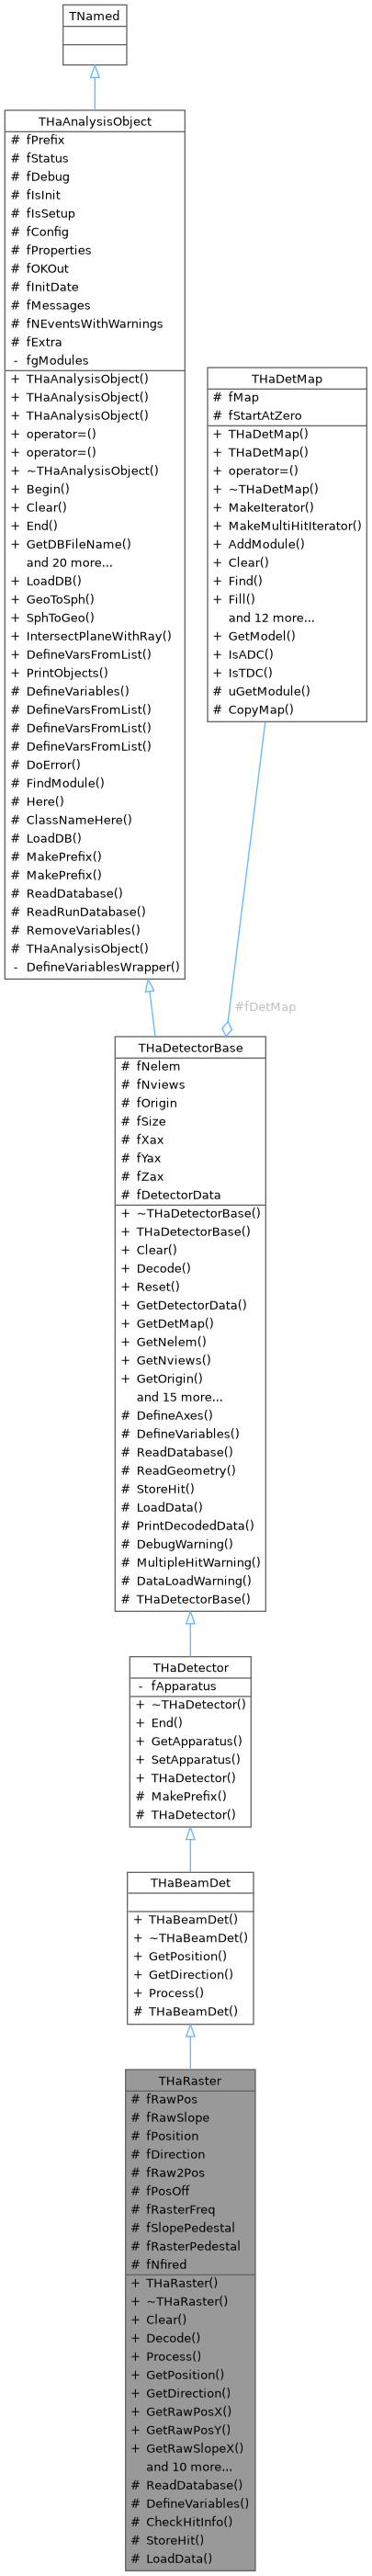 TNamed
THaAnalysisObject
# fPrefix
# fStatus
# fDebug
# fIsInit
# fIsSetup
# fConfig
# fProperties
# fOKOut
# fInitDate
# fMessages
# fNEventsWithWarnings
# fExtra
- fgModules
+ THaAnalysisObject()
+ THaAnalysisObject()
+ THaAnalysisObject()
+ operator=()
+ operator=()
+ ~THaAnalysisObject()
+ Begin()
+ Clear()
+ End()
+ GetDBFileName()
and 20 more...
+ LoadDB()
+ GeoToSph()
+ SphToGeo()
+ IntersectPlaneWithRay()
+ DefineVarsFromList()
+ PrintObjects()
# DefineVariables()
# DefineVarsFromList()
# DefineVarsFromList()
# DefineVarsFromList()
# DoError()
# FindModule()
# Here()
# ClassNameHere()
# LoadDB()
# MakePrefix()
# MakePrefix()
# ReadDatabase()
# ReadRunDatabase()
# RemoveVariables()
# THaAnalysisObject()
- DefineVariablesWrapper()
THaDetMap
# fMap
# fStartAtZero
+ THaDetMap()
+ THaDetMap()
+ operator=()
+ ~THaDetMap()
+ MakeIterator()
+ MakeMultiHitIterator()
+ AddModule()
+ Clear()
+ Find()
+ Fill()
and 12 more...
+ GetModel()
+ IsADC()
+ IsTDC()
# uGetModule()
# CopyMap()
#fDetMap
THaDetectorBase
# fNelem
# fNviews
# fOrigin
# fSize
# fXax
# fYax
# fZax
# fDetectorData
+ ~THaDetectorBase()
+ THaDetectorBase()
+ Clear()
+ Decode()
+ Reset()
+ GetDetectorData()
+ GetDetMap()
+ GetNelem()
+ GetNviews()
+ GetOrigin()
and 15 more...
# DefineAxes()
# DefineVariables()
# ReadDatabase()
# ReadGeometry()
# StoreHit()
# LoadData()
# PrintDecodedData()
# DebugWarning()
# MultipleHitWarning()
# DataLoadWarning()
# THaDetectorBase()
THaDetector
- fApparatus
+ ~THaDetector()
+ End()
+ GetApparatus()
+ SetApparatus()
+ THaDetector()
# MakePrefix()
# THaDetector()
THaBeamDet
+ THaBeamDet()
+ ~THaBeamDet()
+ GetPosition()
+ GetDirection()
+ Process()
# THaBeamDet()
THaRaster
# fRawPos
# fRawSlope
# fPosition
# fDirection
# fRaw2Pos
# fPosOff
# fRasterFreq
# fSlopePedestal
# fRasterPedestal
# fNfired
+ THaRaster()
+ ~THaRaster()
+ Clear()
+ Decode()
+ Process()
+ GetPosition()
+ GetDirection()
+ GetRawPosX()
+ GetRawPosY()
+ GetRawSlopeX()
and 10 more...
# ReadDatabase()
# DefineVariables()
# CheckHitInfo()
# StoreHit()
# LoadData()